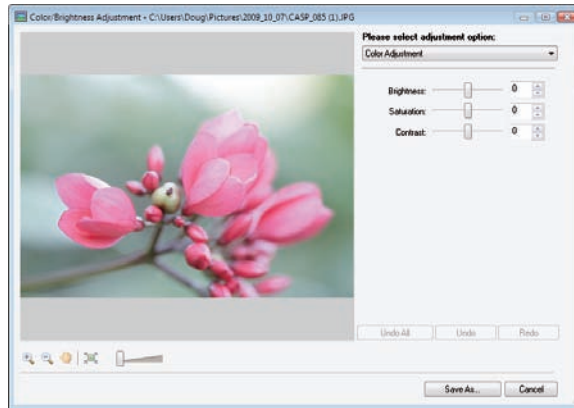 Color/Brightness Adjustment - C:\Users\Doug\Pictures\2009_10_07\CASP_085 (1).JPG
Please select adjustment option:
Color Adjustment
Brightness: 0
Saturation: 0
Contrast: 0
Undo All Undo Redo
Save As... Cancel